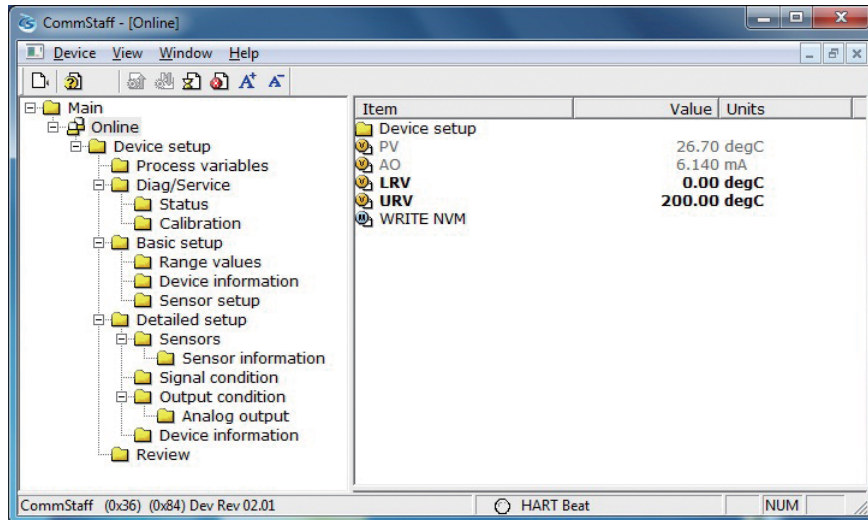 CommStaff - [Online]
Device View Window Help
Main
Online
Device setup
Process variables
Diag/Service
Status
Calibration
Basic setup
Range values
Device information
Sensor setup
Detailed setup
Sensors
Sensor information
Signal condition
Output condition
Analog output
Device information
Review
Item Value Units
Device setup
PV 26.70 degC
AO 6.140 mA
LRV 0.00 degC
URV 200.00 degC
WRITE NVM
CommStaff (0x36) (0x84) Dev Rev 02.01 HART Beat NUM